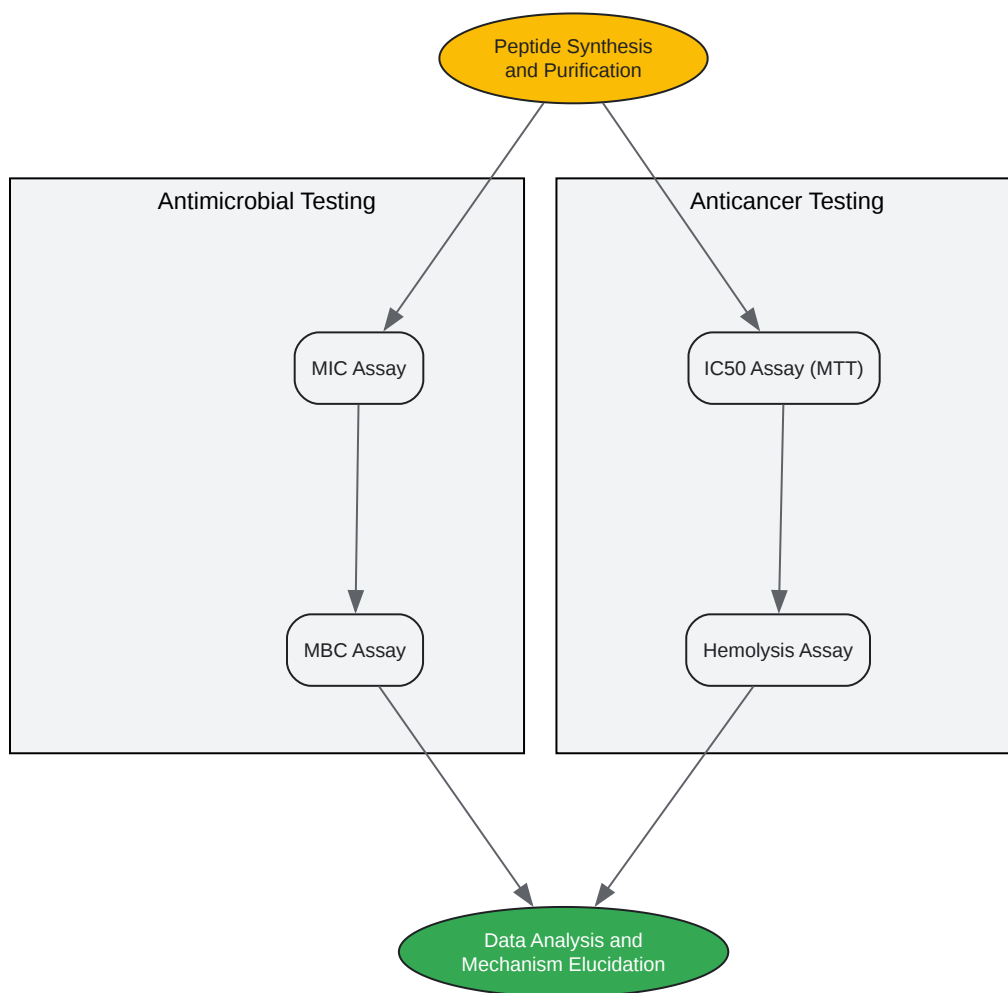 Peptide Synthesis
and Purification
Antimicrobial Testing
Anticancer Testing
MIC Assay
IC50 Assay (MTT)
MBC Assay
Hemolysis Assay
Data Analysis and
Mechanism Elucidation